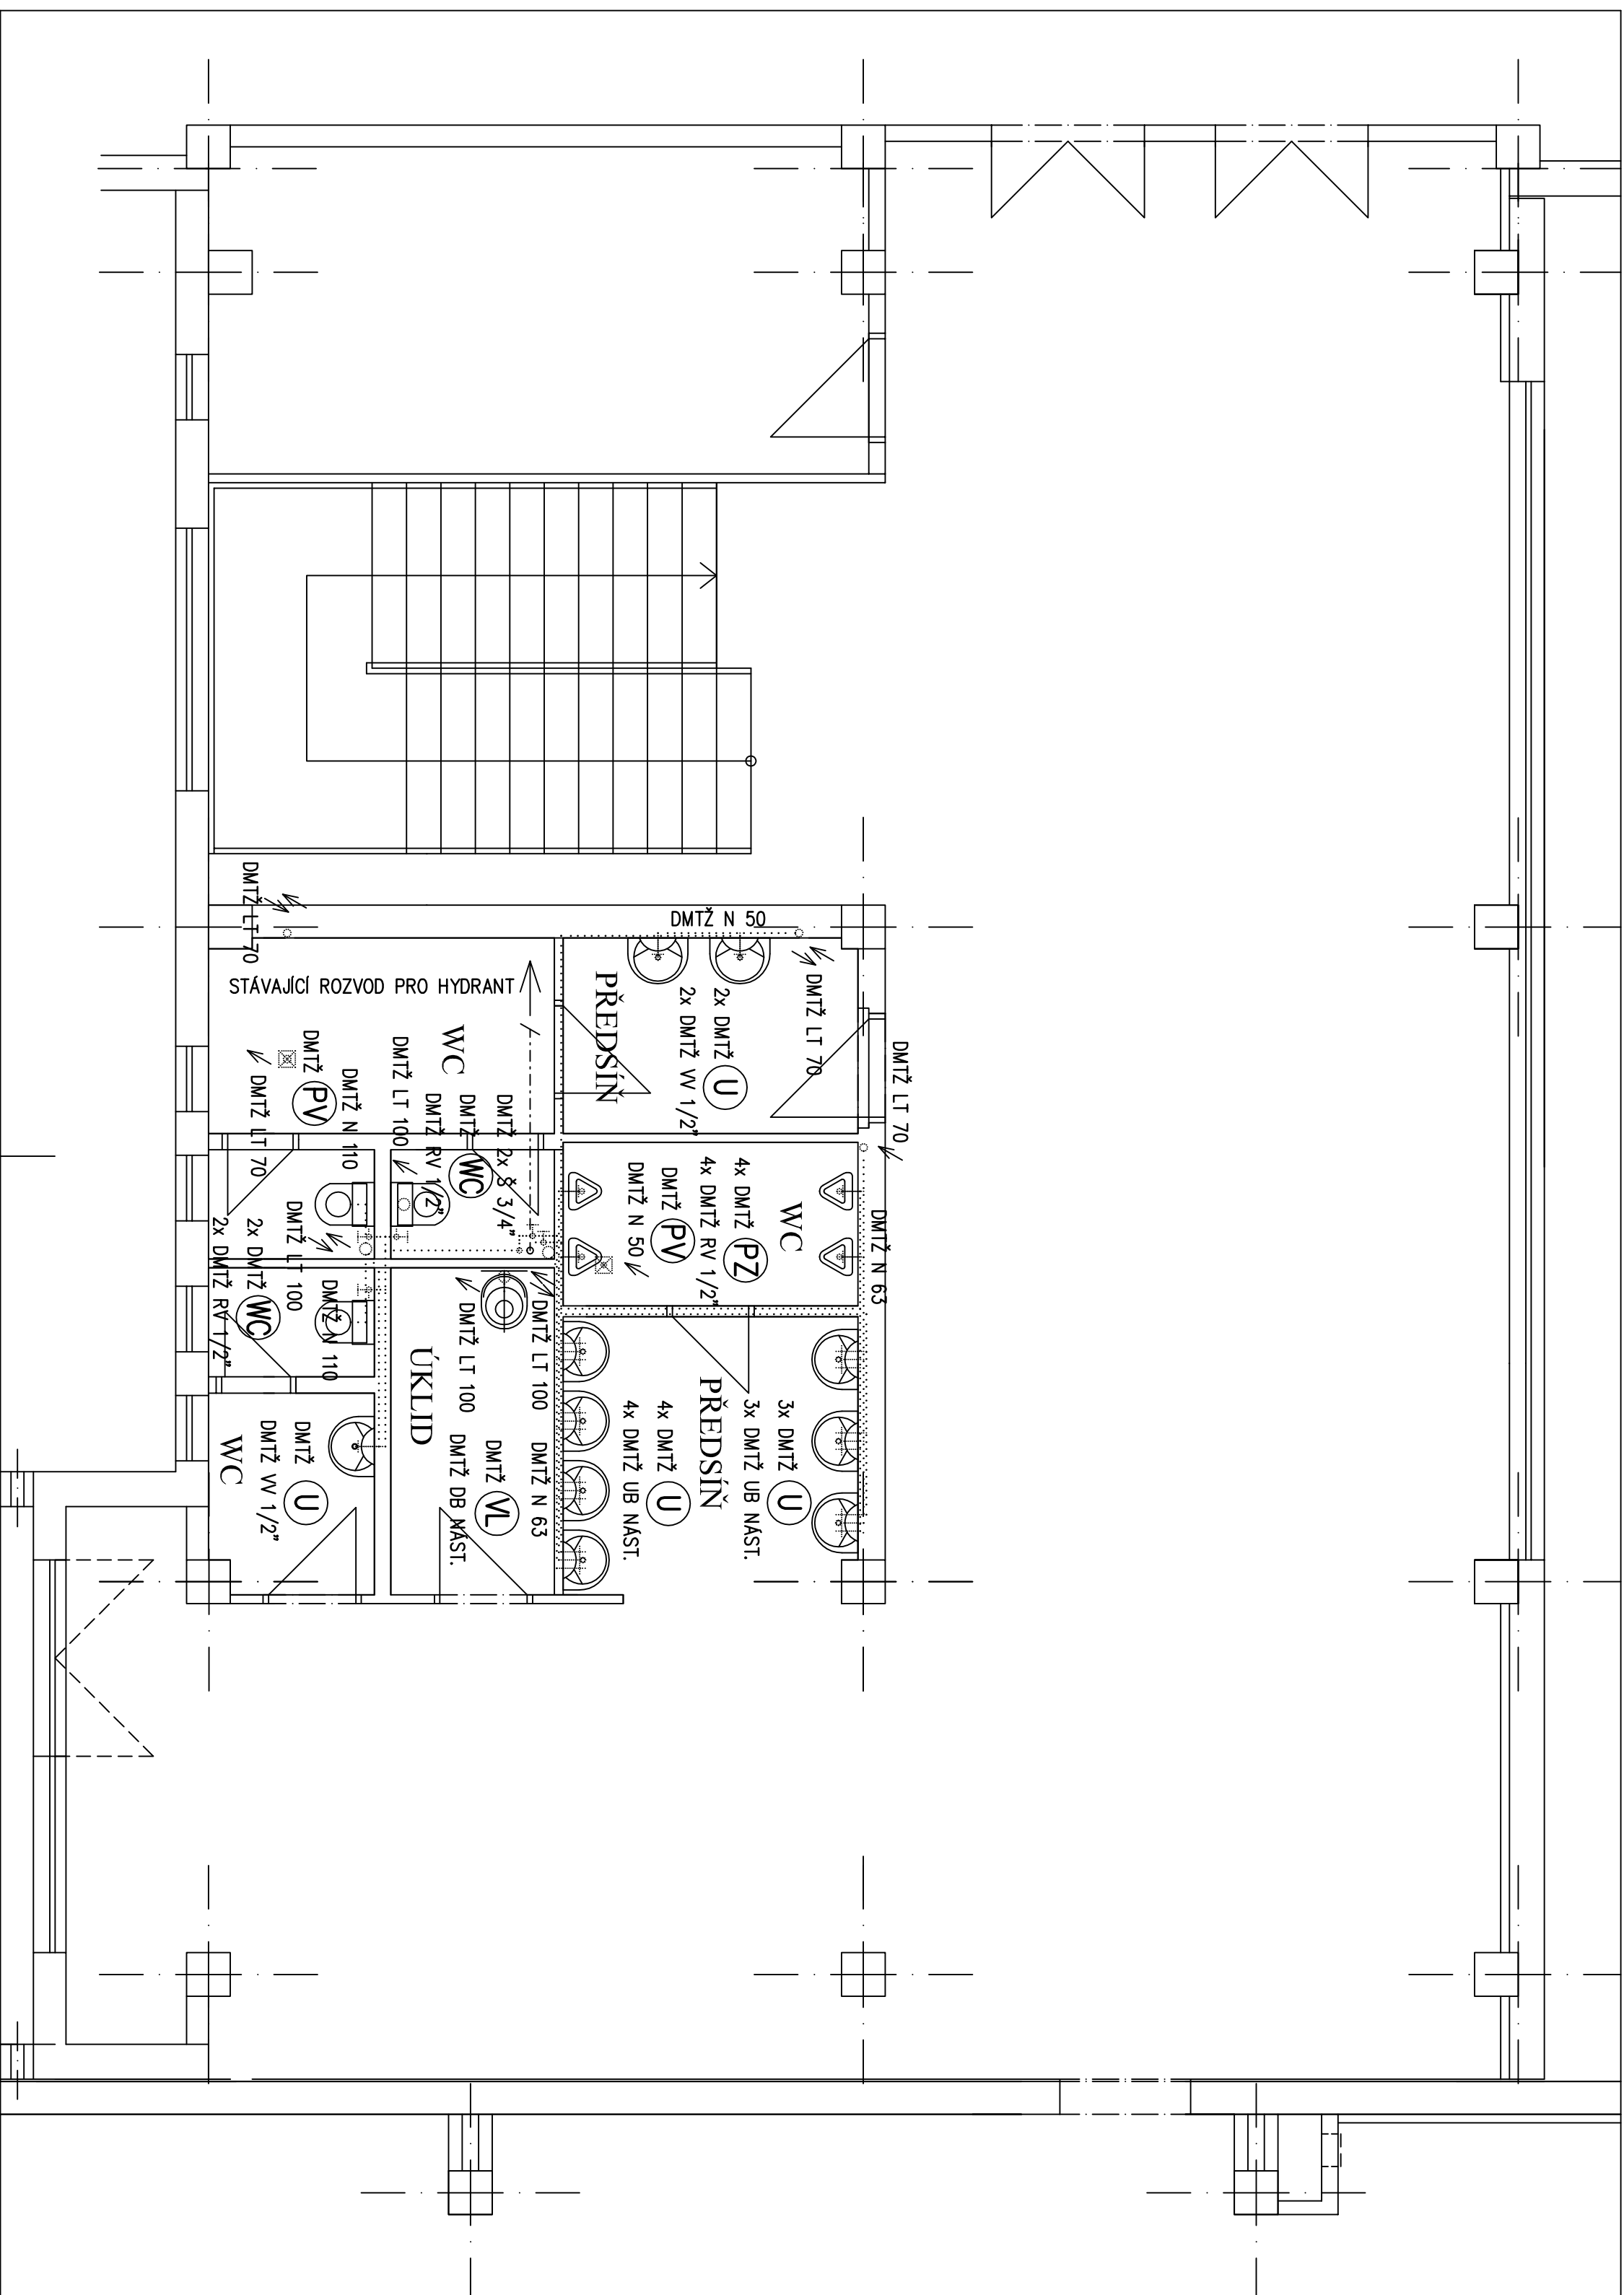 DMTŽ LT 70
STÁVAJÍCÍ ROZVOD PRO HYDRANT
DMTŽ N 50
DMTŽ LT 70
2x DMTŽ U
2x DMTŽ VV 1/2"
PŘEDSÍŇ
DMTŽ LT 70
DMTŽ N 63
WC
4x DMTŽ PZ
4x DMTŽ RV 1/2"
DMTŽ PV
DMTŽ N 50
WC
DMTŽ 2x Š 3/4"
DMTŽ WC
DMTŽ RV 1/2"
DMTŽ LT 100
DMTŽ N 110
DMTŽ PV
DMTŽ LT 70
3x DMTŽ U
3x DMTŽ UB NÁST.
PŘEDSÍŇ
4x DMTŽ U
4x DMTŽ UB NÁST.
DMTŽ LT 100
DMTŽ N 63
DMTŽ VL
DMTŽ LT 100
DMTŽ DB NÁST.
ÚKLID
DMTŽ N 110
DMTŽ LT 100
2x DMTŽ WC
2x DMTŽ RV 1/2"
DMTŽ U
DMTŽ VV 1/2"
WC